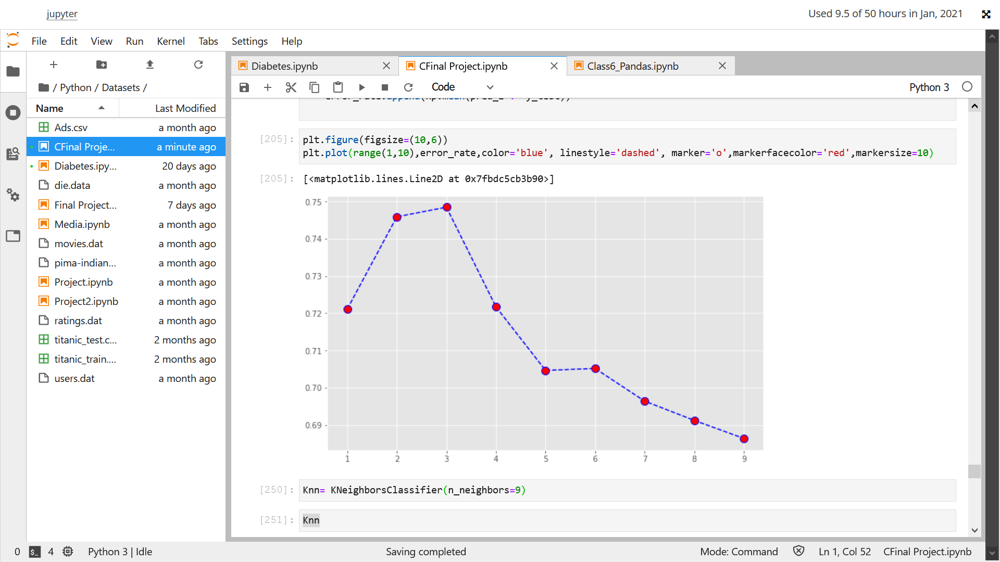 jupyter
Used 9.5 of 50 hours in Jan, 2021
File Edit View Run Kernel Tabs Settings Help
/ Python / Datasets /
Name Last Modified
Ads.csv a month ago
CFinal Proje... a minute ago
Diabetes.ipy... 20 days ago
die.data a month ago
Final Project... 7 days ago
Media.ipynb a month ago
movies.dat a month ago
pima-indian... a month ago
Project.ipynb a month ago
Project2.ipynb a month ago
ratings.dat a month ago
titanic_test.c... 2 months ago
titanic_train.... 2 months ago
users.dat a month ago
Diabetes.ipynb CFinal Project.ipynb Class6_Pandas.ipynb
Code Python 3
[205]: plt.figure(figsize=(10,6))
plt.plot(range(1,10),error_rate,color='blue', linestyle='dashed', marker='o',markerfacecolor='red',markersize=10)
[205]: [<matplotlib.lines.Line2D at 0x7fbdc5cb3b90>]
0.75
0.74
0.73
0.72
0.71
0.70
0.69
1 2 3 4 5 6 7 8 9
[250]: Knn= KNeighborsClassifier(n_neighbors=9)
[251]: Knn
0 $_ 4 Python 3 | Idle Saving completed Mode: Command Ln 1, Col 52 CFinal Project.ipynb